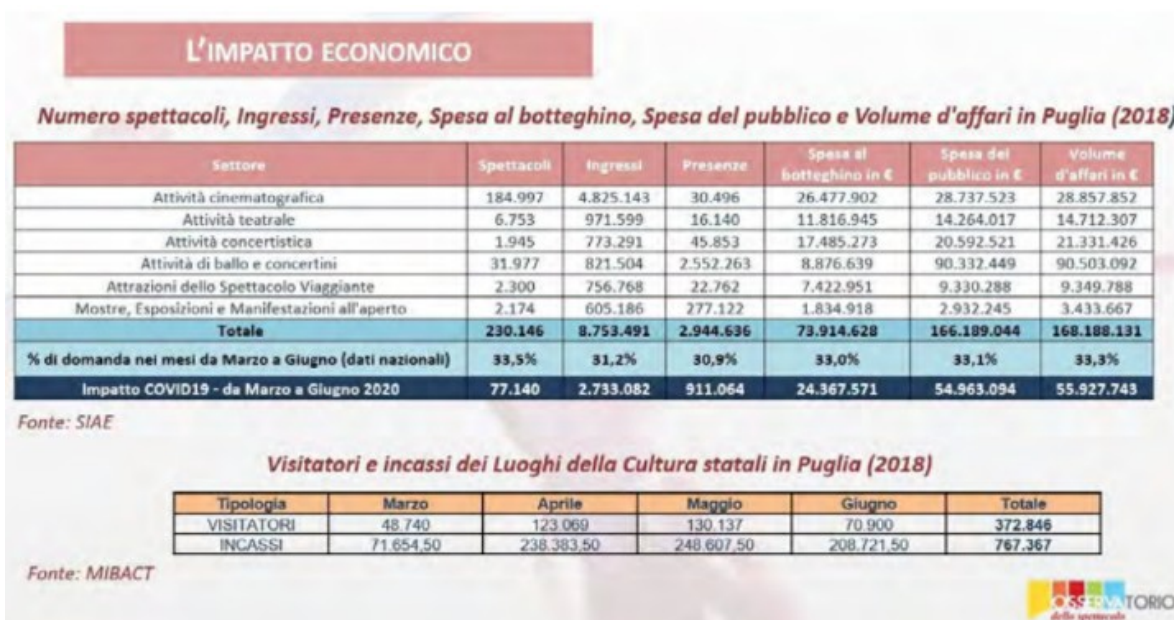 L'IMPATTO ECONOMICO
Numero spettacoli, Ingressi, Presenze, Spesa al botteghino, Spesa del pubblico e Volume d'affari in Puglia (2018)
Settore Spettacoli Ingressi Presenze Spesa al botteghino in € Spesa del pubblico in € Volume d'affari in €
Attività cinematografica 184.997 4.825.143 30.496 26.477.902 28.737.523 28.857.852
Attività teatrale 6.753 971.599 16.140 11.816.945 14.264.017 14.712.307
Attività concertistica 1.945 773.291 45.853 17.485.273 20.592.521 21.331.426
Attività di ballo e concertini 31.977 821.504 2.552.263 8.876.639 90.332.449 90.503.092
Attrazioni dello Spettacolo Viaggiante 2.300 756.768 22.762 7.422.951 9.330.288 9.349.788
Mostre, Esposizioni e Manifestazioni all'aperto 2.174 605.186 277.122 1.834.918 2.932.245 3.433.667
Totale 230.146 8.753.491 2.944.636 73.914.628 166.189.044 168.188.131
% di domanda nei mesi da Marzo a Giugno (dati nazionali) 33,5% 31,2% 30,9% 33,0% 33,1% 33,3%
Impatto COVID19 - da Marzo a Giugno 2020 77.140 2.733.082 911.064 24.367.571 54.963.094 55.927.743
Fonte: SIAE
Visitatori e incassi dei Luoghi della Cultura statali in Puglia (2018)
Tipologia Marzo Aprile Maggio Giugno Totale
VISITATORI 48.740 123.069 130.137 70.900 372.846
INCASSI 71.654,50 238.383,50 248.607,50 208.721,50 767.367
Fonte: MIBACT
OSSERVATORIO
dello spettacolo